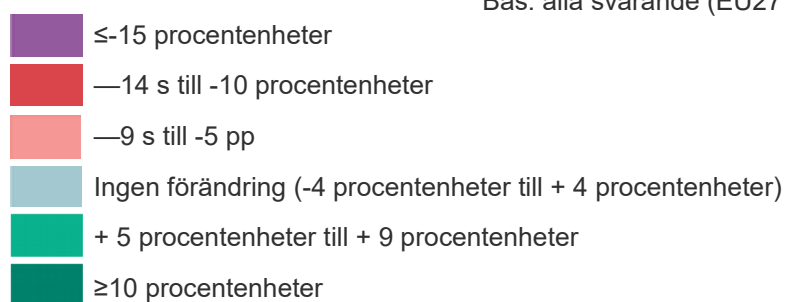 Bas: alla svarande (EU27
≤-15 procentenheter
—14 s till -10 procentenheter
—9 s till -5 pp
Ingen förändring (-4 procentenheter till + 4 procentenheter)
+ 5 procentenheter till + 9 procentenheter
≥10 procentenheter